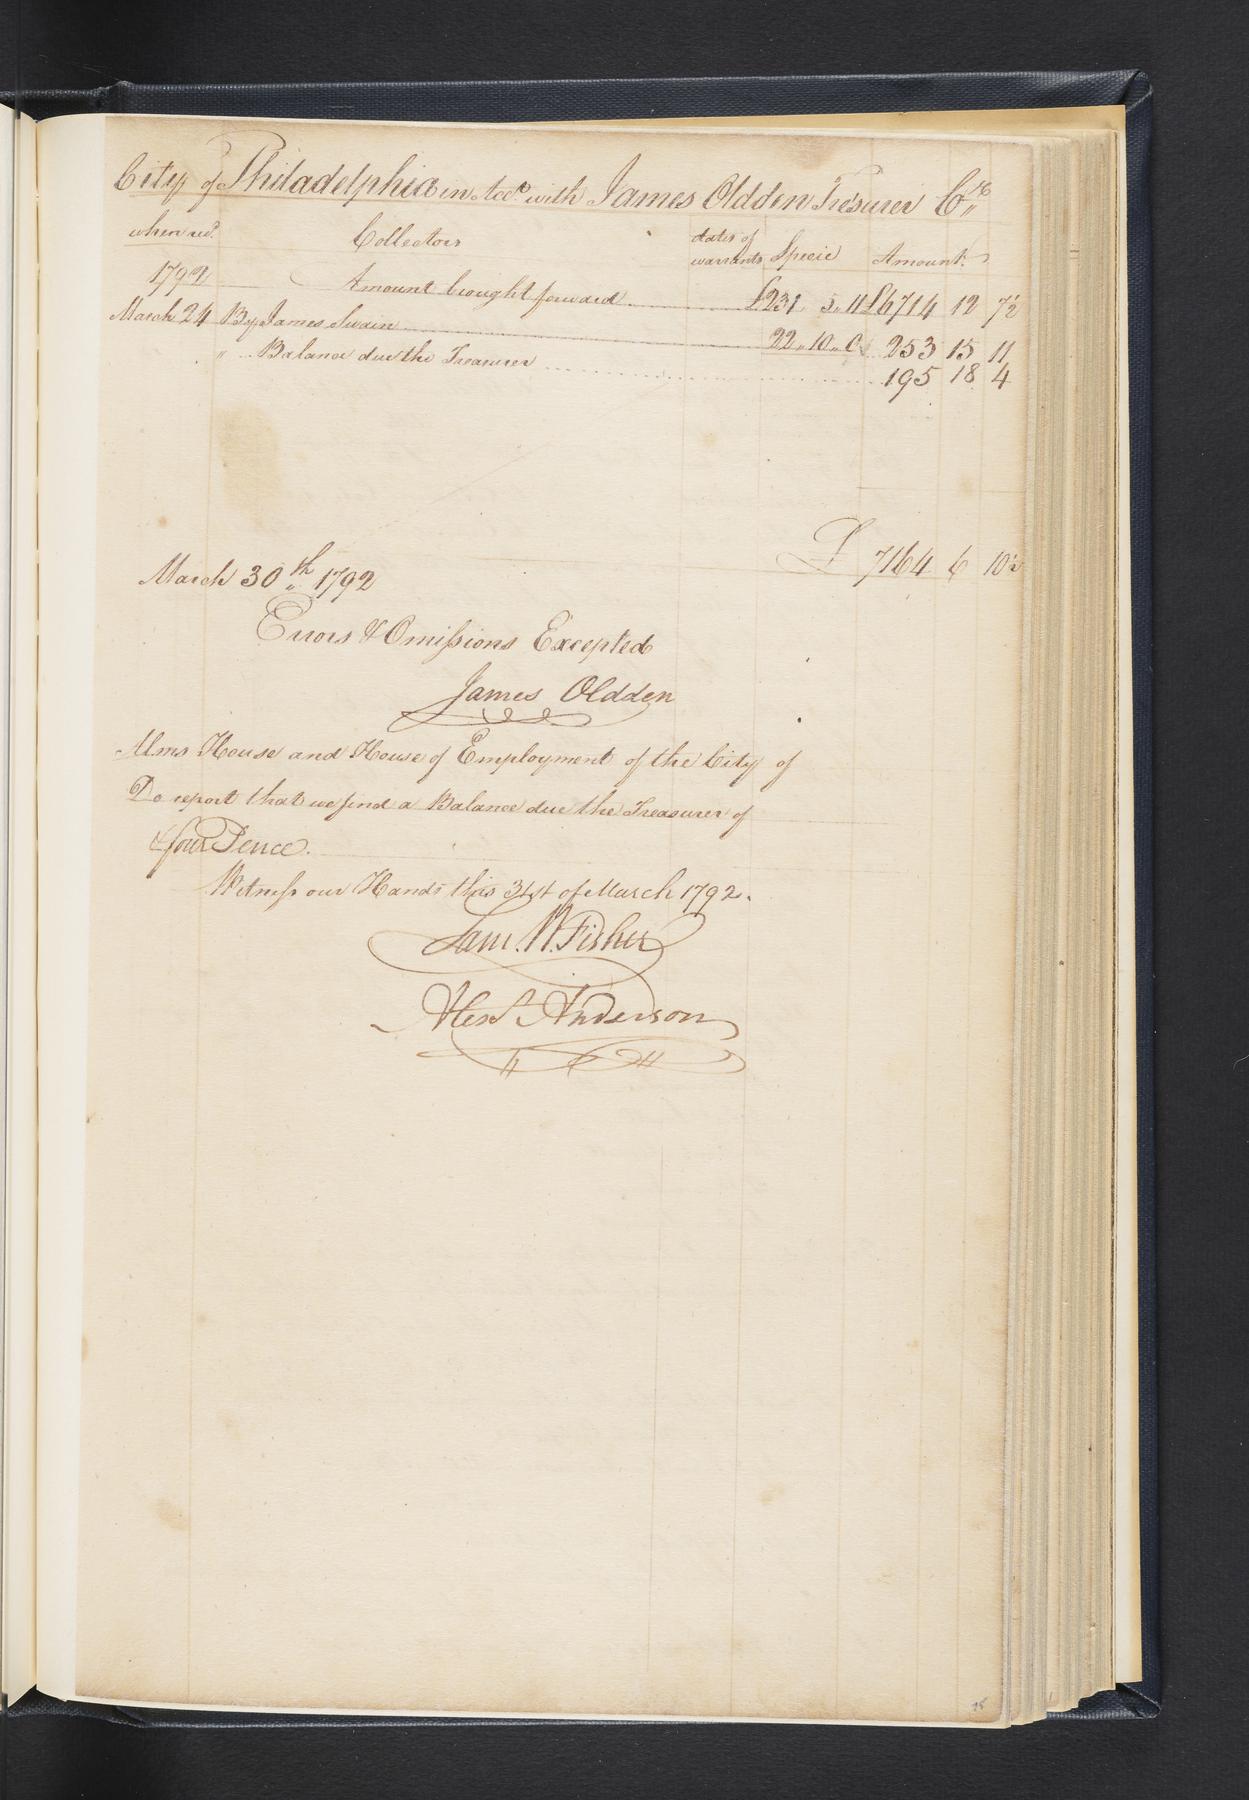 City of Philadelphia in Acco. with James Oldden Tresurer Cr.
when recd. Collectors dates of warrants Specie Amount
1792 Amount brought forward £231 5 11 £6714 12 7½
March 24 By James Swain 22 10 0 253 15 11
" Balance due the Treasurer 195 18 4
£ 7164 6 10½
March 30th 1792
Errors & Omissions Excepted
James Oldden
Alms House and House of Employment of the City of
Do report that we find a Balance due the Treasurer of
& four Pence.
Witness our Hands this 31st of March 1792.
Sam. W. Fisher
Alexr. Anderson